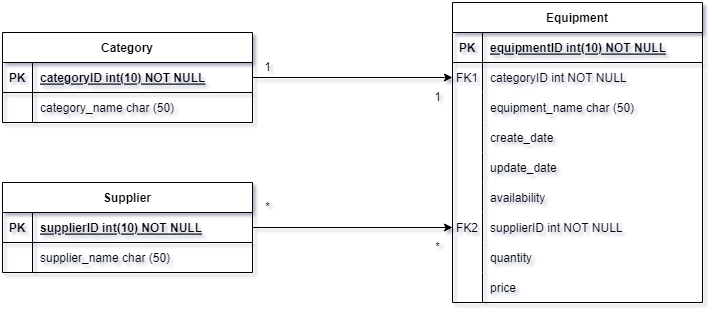 Category
PK categoryID int(10) NOT NULL
category_name char (50)
1
1
Supplier
PK supplierID int(10) NOT NULL
supplier_name char (50)
*
*
Equipment
PK equipmentID int(10) NOT NULL
FK1 categoryID int NOT NULL
equipment_name char (50)
create_date
update_date
availability
FK2 supplierID int NOT NULL
quantity
price